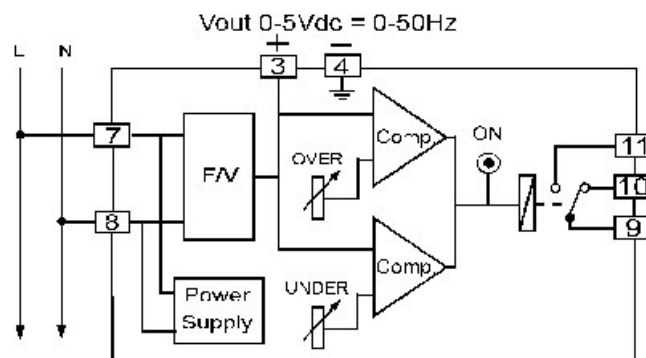 Vout 0-5Vdc = 0-50Hz
L N + −
3 4
7
8
F/V
OVER
Comp
ON
11
10
9
UNDER
Comp.
Power
Supply